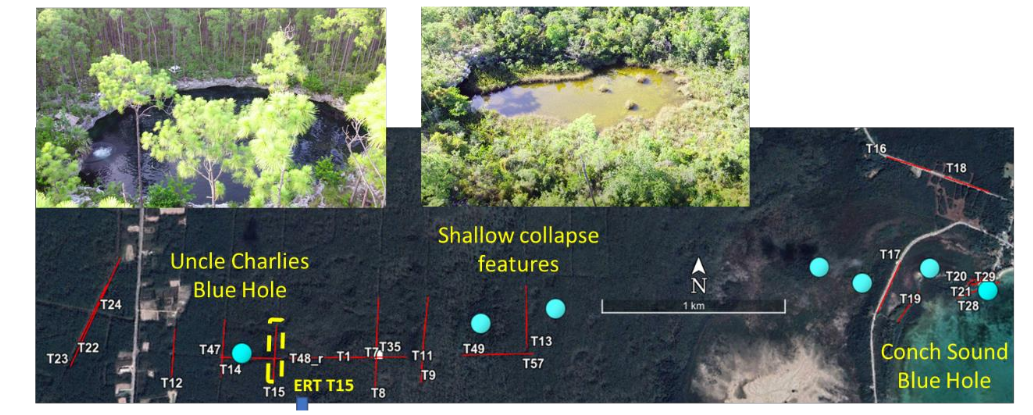 T16
T18
Shallow collapse
features
Uncle Charlies
Blue Hole
T17
N
T20
T29
T21
T28
T19
1 km
T24
T22
T23
T47
T14
T12
T15
T48_r
T1
T7
T35
T11
T9
T8
T49
T13
T57
ERT T15
Conch Sound
Blue Hole